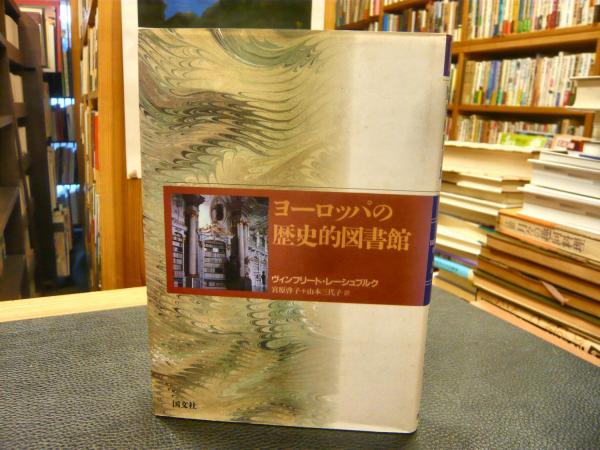 ヨーロッパの
歴史的図書館
ヴィンフリート・レーシュブルク
宮原啓子+山本三代子 訳
国文社